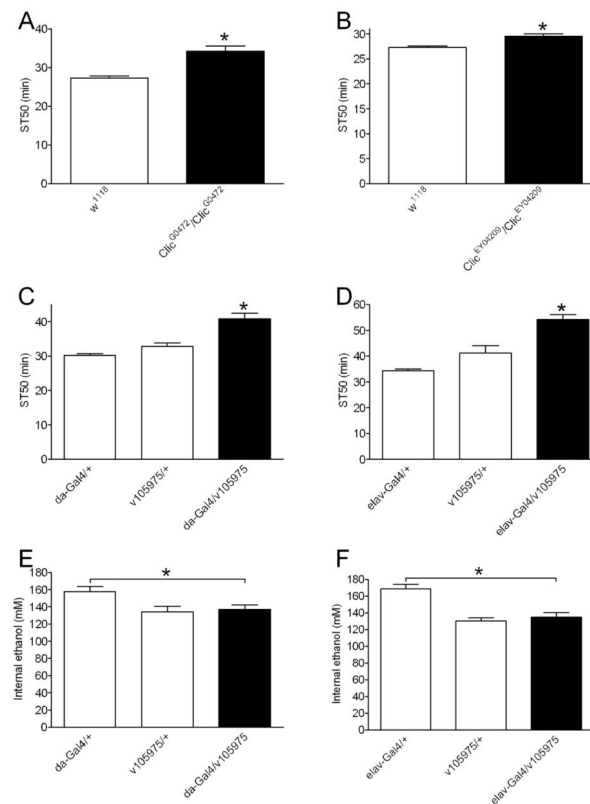 A
*
ST50 (min)
40
30
20
10
0
w1118
ClicG0472/ClicG0472
B
*
ST50 (min)
30
25
20
15
10
5
0
w1118
ClicEY04209/ClicEY04209
C
*
ST50 (min)
40
30
20
10
0
da-Gal4/+
v105975/+
da-Gal4/v105975
D
*
ST50 (min)
60
50
40
30
20
10
0
elav-Gal4/+
v105975/+
elav-Gal4/v105975
E
*
Internal ethanol (mM)
180
160
140
120
100
80
60
40
20
0
da-Gal4/+
v105975/+
da-Gal4/v105975
F
*
Internal ethanol (mM)
180
160
140
120
100
80
60
40
20
0
elav-Gal4/+
v105975/+
elav-Gal4/v105975